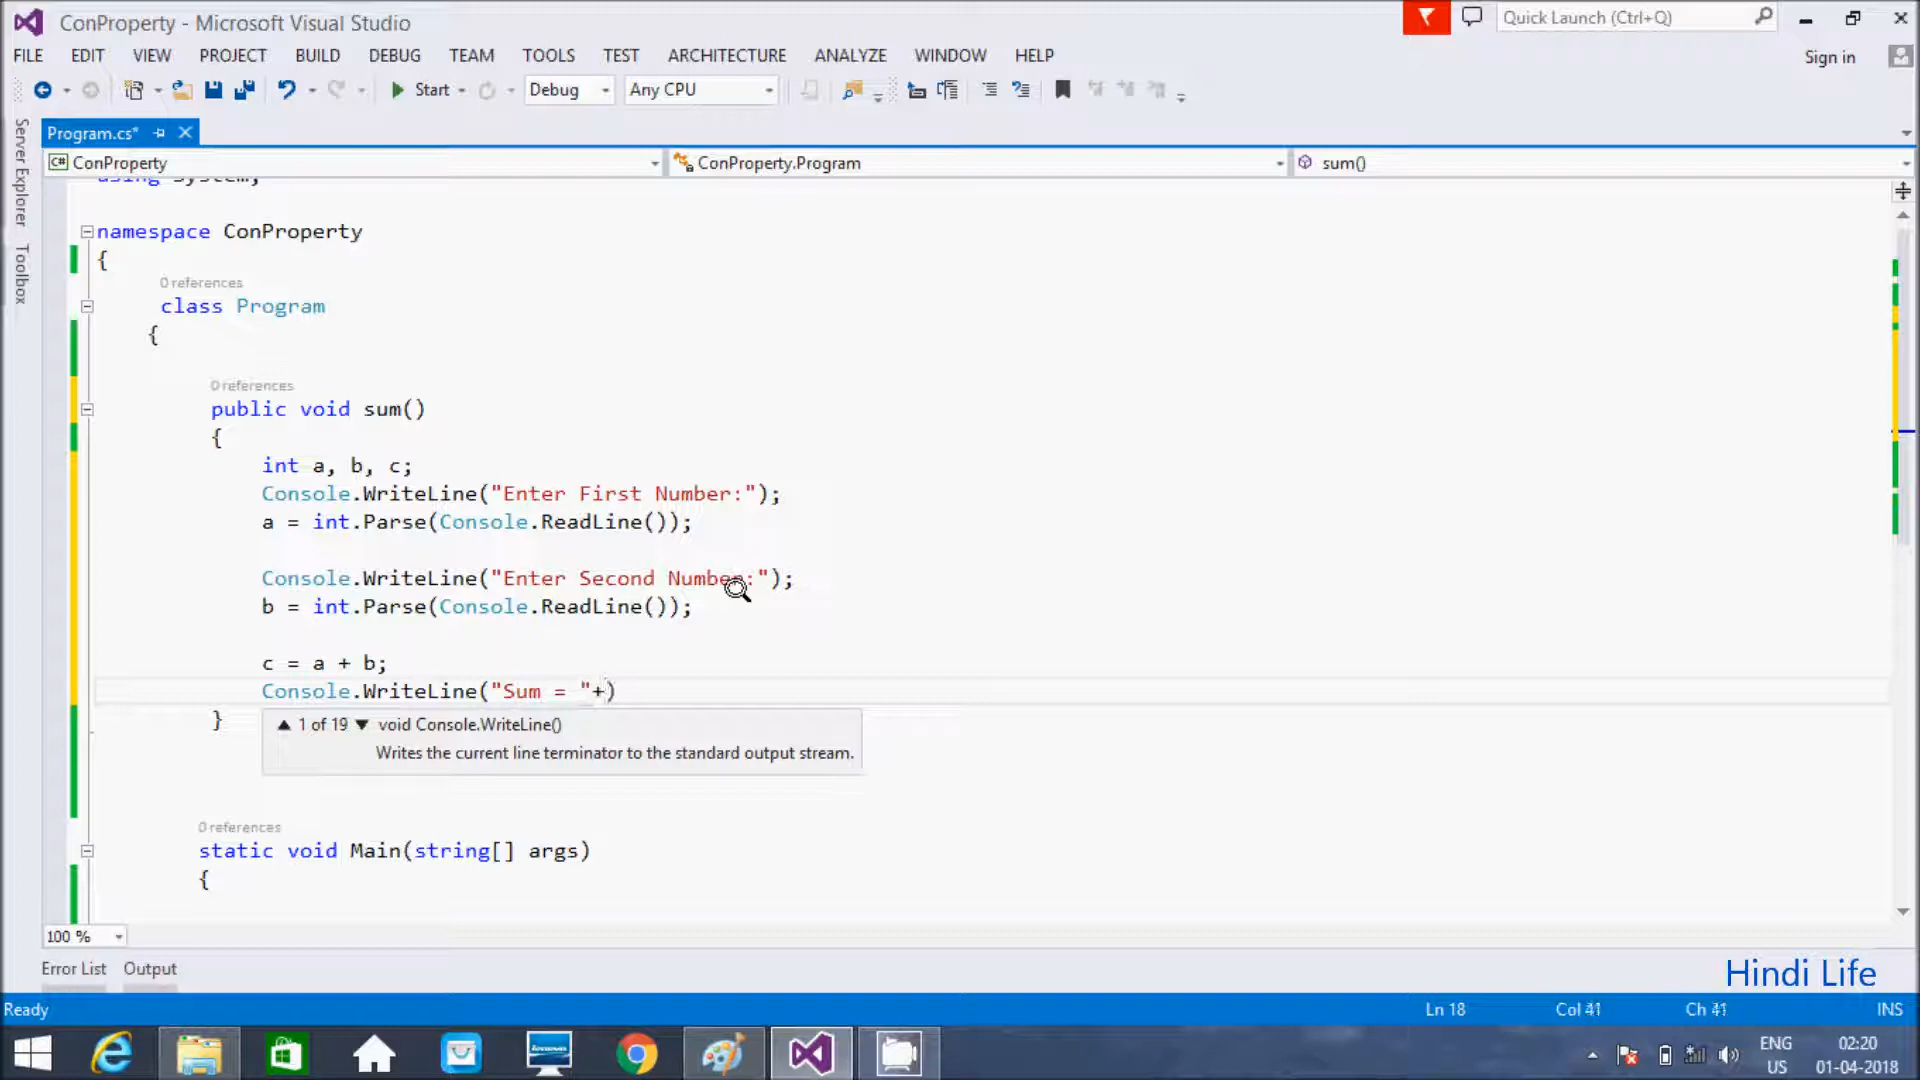 ConProperty - Microsoft Visual Studio
Quick Launch (Ctrl+Q)
FILE EDIT VIEW PROJECT BUILD DEBUG TEAM TOOLS TEST ARCHITECTURE ANALYZE WINDOW HELP
Sign in
Start Debug Any CPU
Server Explorer
Toolbox
Program.cs*
C# ConProperty
ConProperty.Program
sum()
using System;
namespace ConProperty
{
0 references
class Program
{
0 references
public void sum()
{
int a, b, c;
Console.WriteLine("Enter First Number:");
a = int.Parse(Console.ReadLine());
Console.WriteLine("Enter Second Number:");
b = int.Parse(Console.ReadLine());
c = a + b;
Console.WriteLine("Sum = "+)
}
▲ 1 of 19 ▼ void Console.WriteLine()
Writes the current line terminator to the standard output stream.
0 references
static void Main(string[] args)
{
100 %
Error List Output
Hindi Life
Ready
Ln 18 Col 41 Ch 41 INS
ENG
US
02:20
01-04-2018